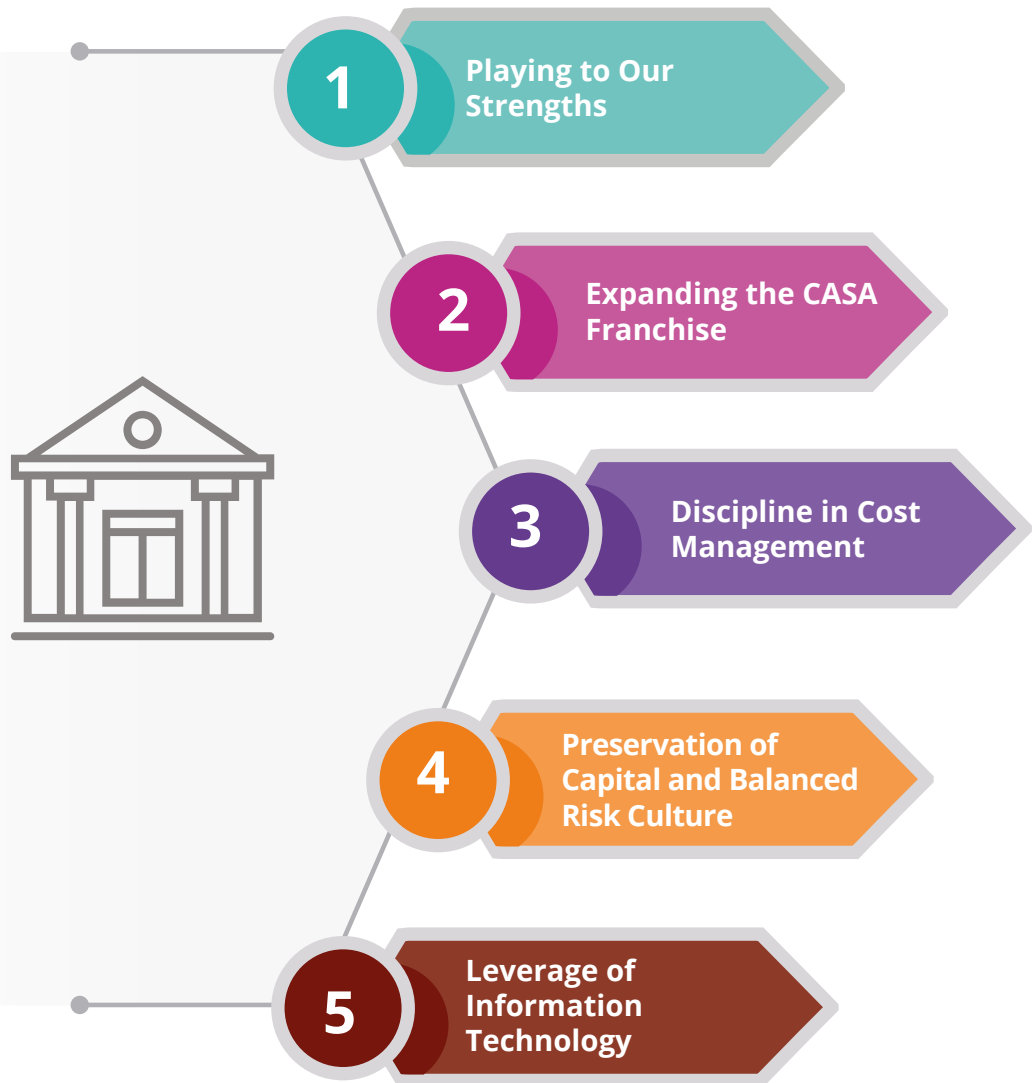 1
Playing to Our
Strengths
2
Expanding the CASA
Franchise
3
Discipline in Cost
Management
4
Preservation of
Capital and Balanced
Risk Culture
5
Leverage of
Information
Technology